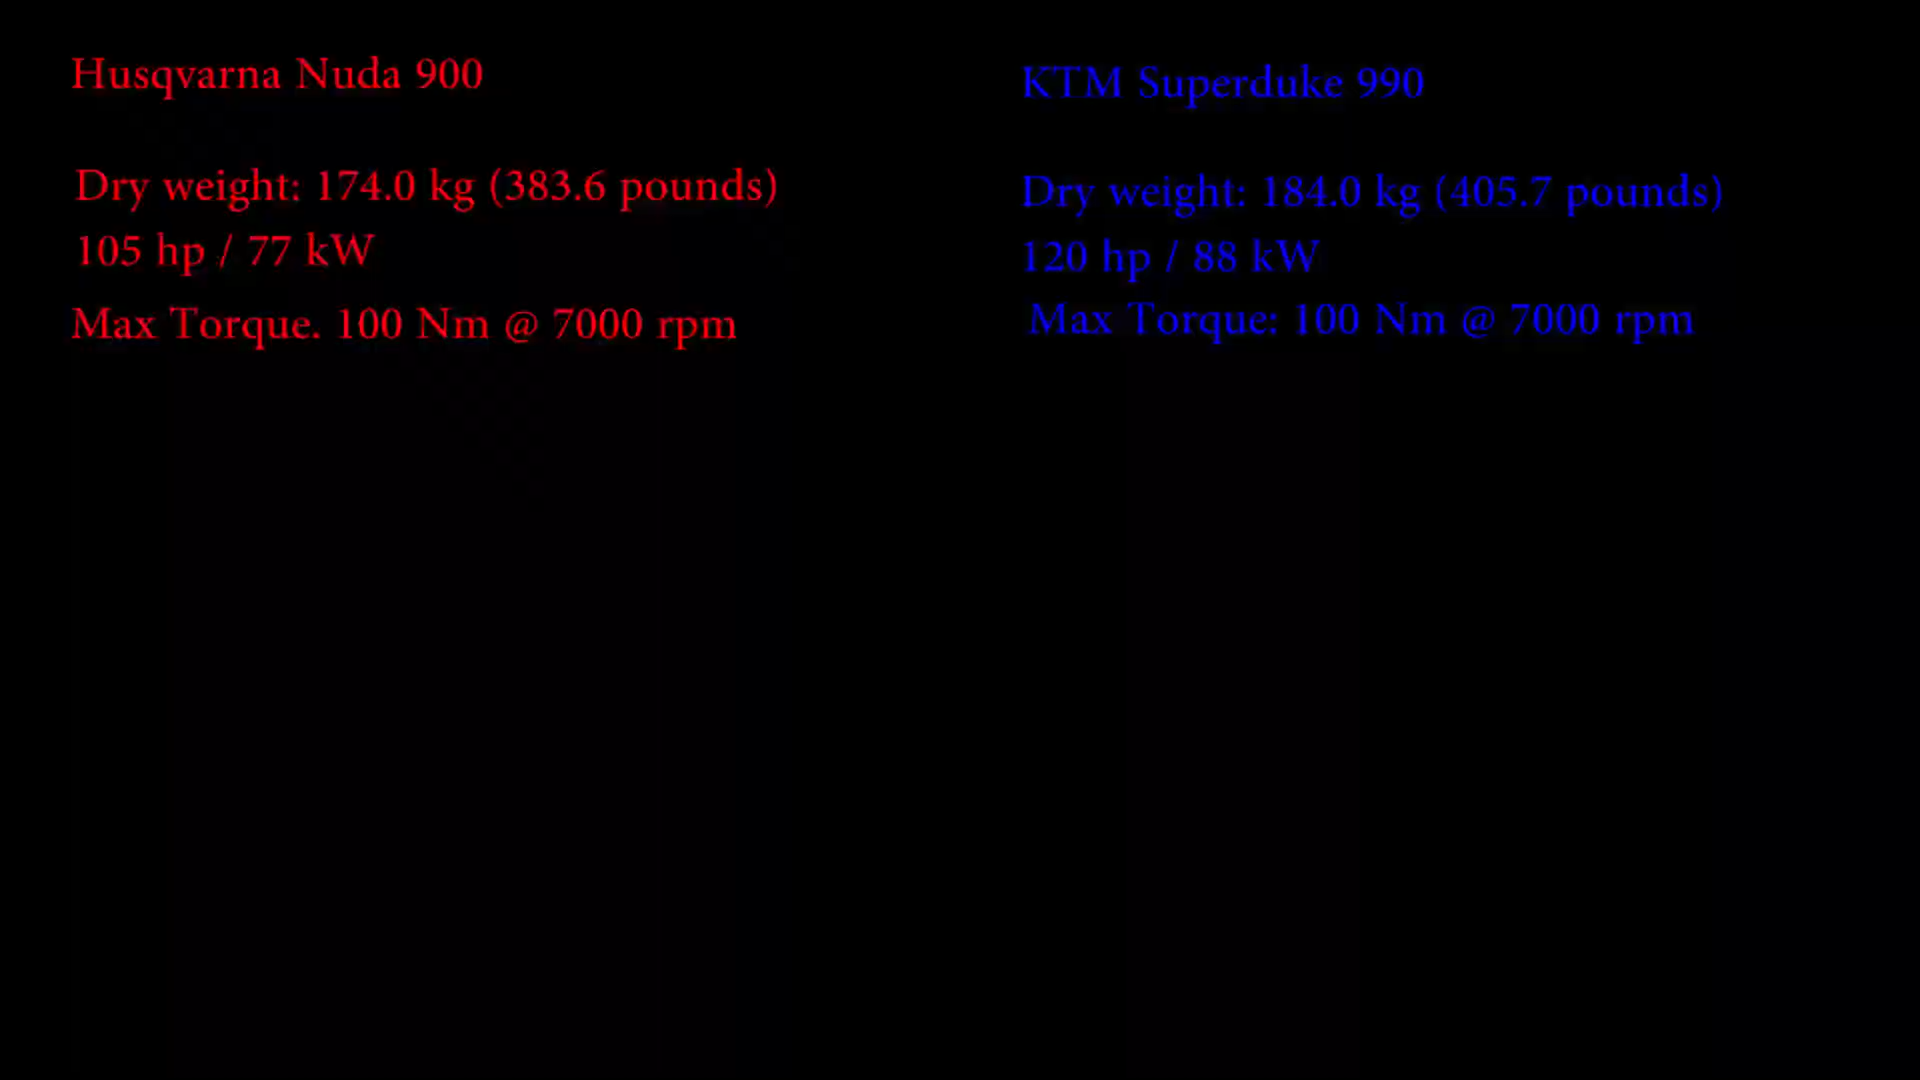 Husqvarna Nuda 900
Dry weight: 174.0 kg (383.6 pounds)
105 hp / 77 kW
Max Torque. 100 Nm @ 7000 rpm
KTM Superduke 990
Dry weight: 184.0 kg (405.7 pounds)
120 hp / 88 kW
Max Torque: 100 Nm @ 7000 rpm